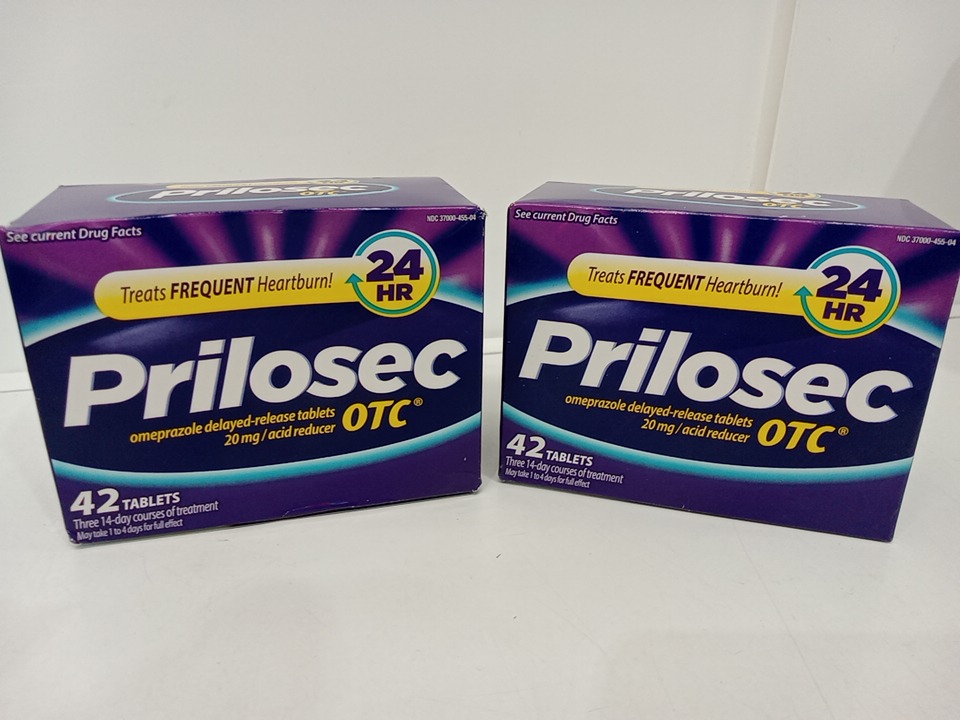 Prilosec
OTC
See current Drug Facts
NDC 37000-455-04
Treats FREQUENT Heartburn!
24
HR
Prilosec
omeprazole delayed-release tablets
20 mg / acid reducer
OTC®
42 TABLETS
Three 14-day courses of treatment
May take 1 to 4 days for full effect
Prilosec
OTC
See current Drug Facts
NDC 37000-455-04
Treats FREQUENT Heartburn!
24
HR
Prilosec
omeprazole delayed-release tablets
20 mg / acid reducer
OTC®
42 TABLETS
Three 14-day courses of treatment
May take 1 to 4 days for full effect